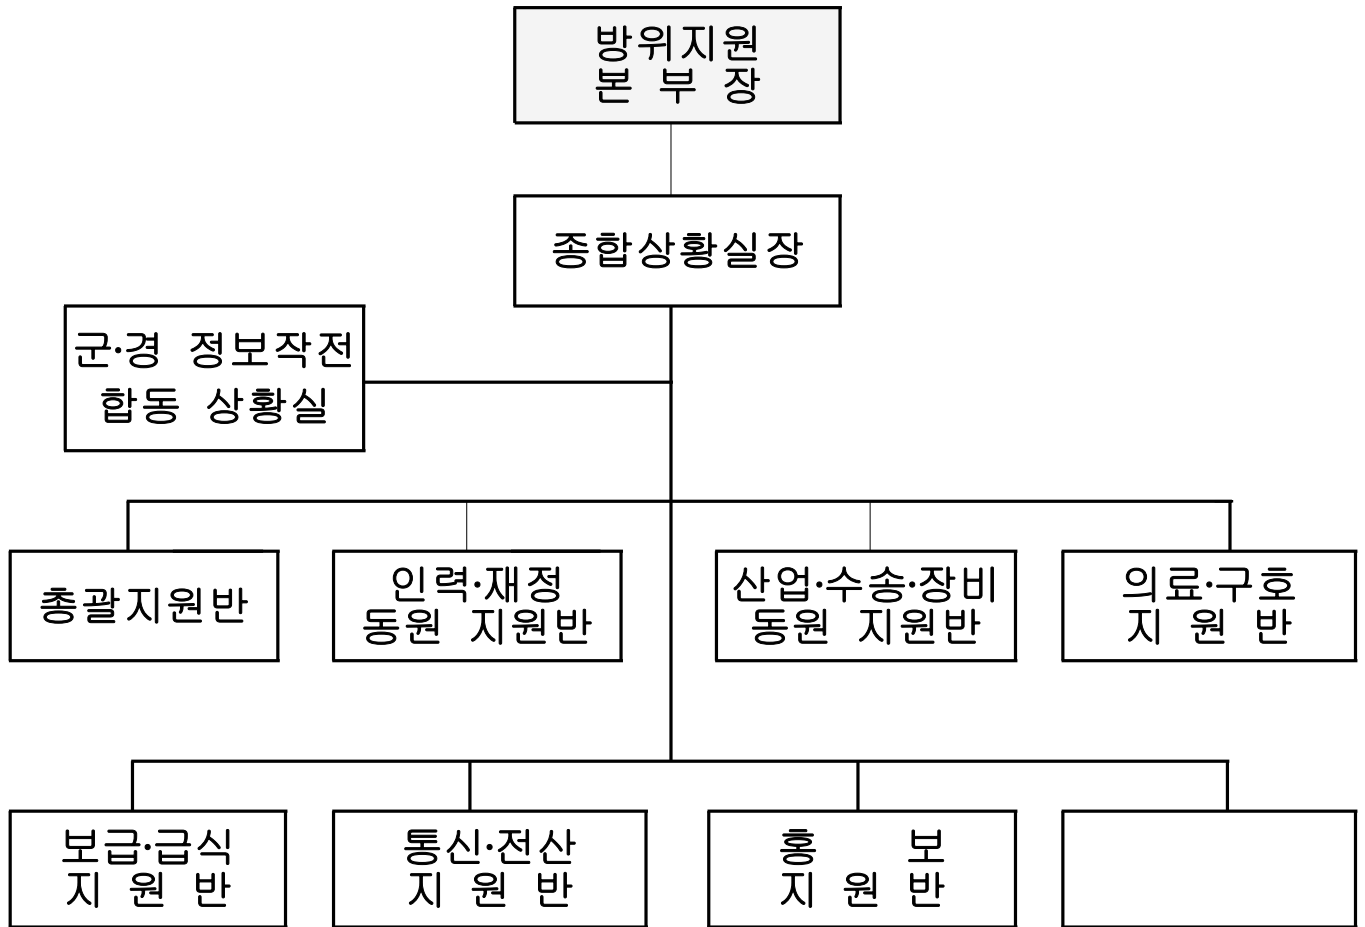 방위지원
본 부 장
종합상황실장
군·경 정보작전
합동 상황실
총괄지원반
인력·재정
동원 지원반
산업·수송·장비
동원 지원반
의료·구호
지 원 반
보급·급식
지 원 반
통신·전산
지 원 반
홍 보
지 원 반